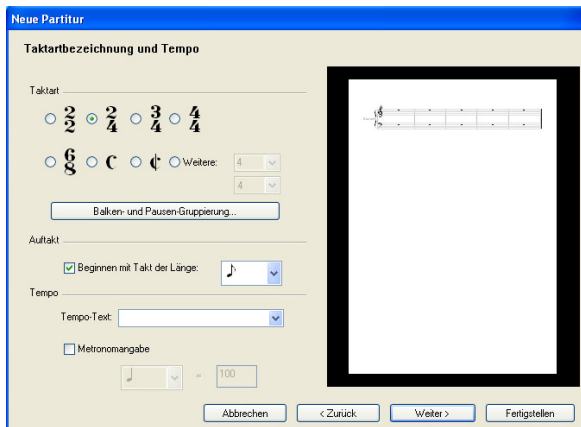 Neue Partitur
Taktartbezeichnung und Tempo
Taktart
2/2 2/4 3/4 4/4
6/8 C ¢ Weitere: 4
4
Balken- und Pausen-Gruppierung...
Auftakt
Beginnen mit Takt der Länge:
Tempo
Tempo-Text:
Metronomangabe
= 100
Abbrechen < Zurück Weiter > Fertigstellen